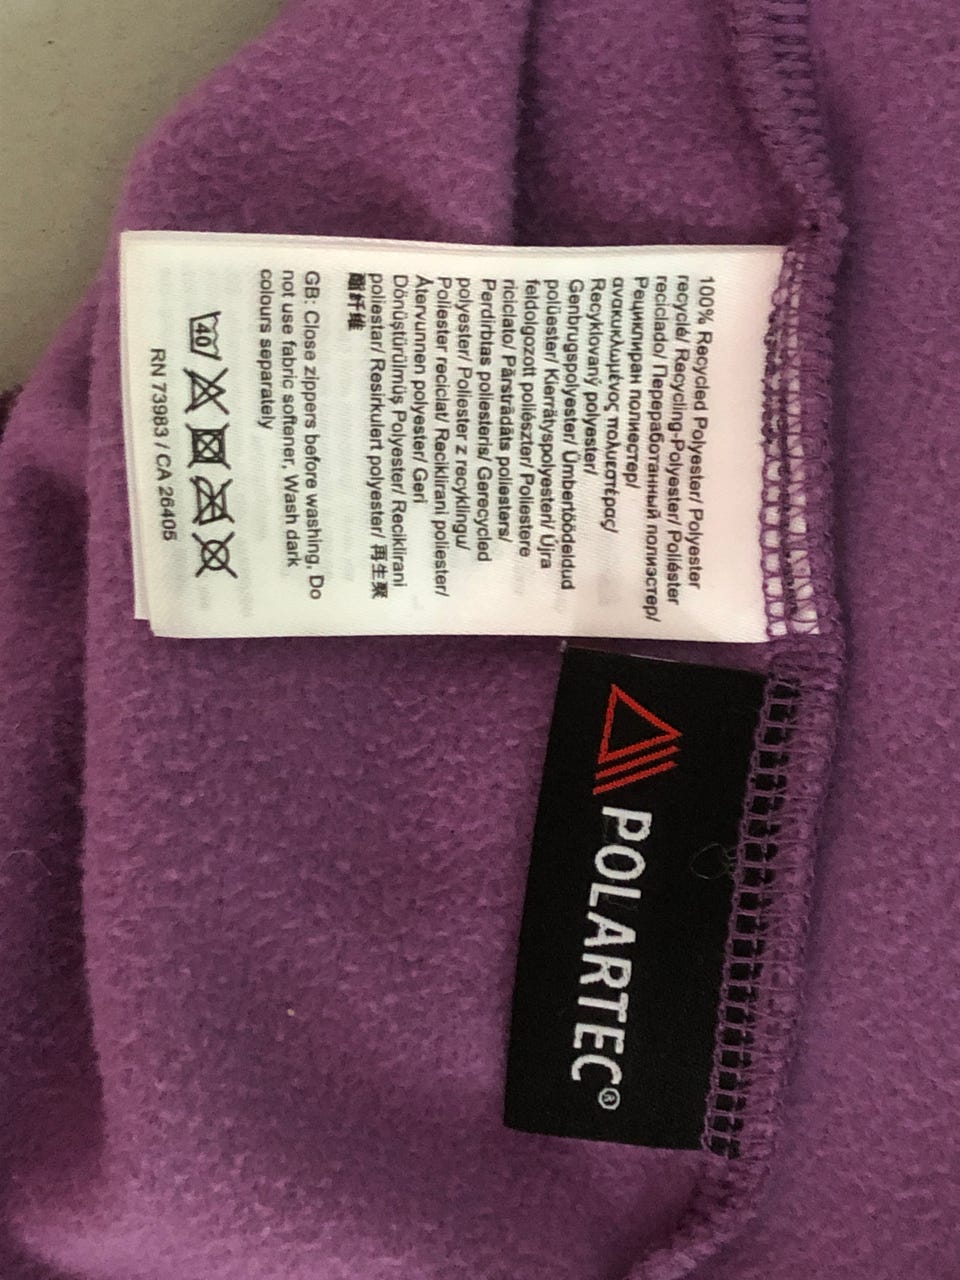 100% Recycled Polyester/ Polyester
recyclé/ Recycling-Polyester/ Poliéster
reciclado/ Переработанный полиэстер/
Рециклиран полиестер/
ανακυκλωμένος πολυεστέρας/
Recyklovaný polyester/
Genbrugspolyester/ Ümbertöödeldud
polüester/ Kierrätyspolyesteri/ Újra
feldolgozott poliészter/ Poliestere
riciclato/ Pārstrādāts poliesters/
Perdirbtas poliesteris/ Gerecycled
polyester/ Poliester z recyklingu/
Poliester reciclat/ Reciklirani poliester/
Återvunnen polyester/ Geri
Dönüştürülmüş Polyester/ Reciklirani
poliestar/ Resirkulert polyester/ 再生聚
酯纤维
GB: Close zippers before washing, Do
not use fabric softener, Wash dark
colours separately
40
RN 73983 / CA 26405
POLARTEC®